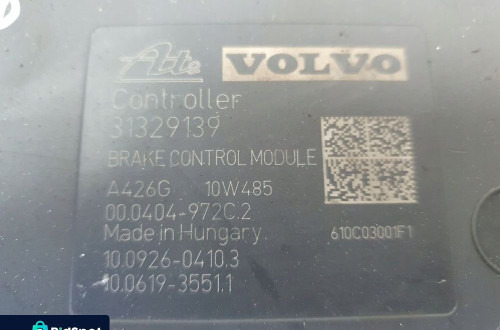 Ate VOLVO
Controller
31329139
BRAKE CONTROL MODULE
A426G 10W485
00.0404-972C.2
Made in Hungary. 610C03001F1
10.0926-0410.3
10.0619-3551.1
BidSpot